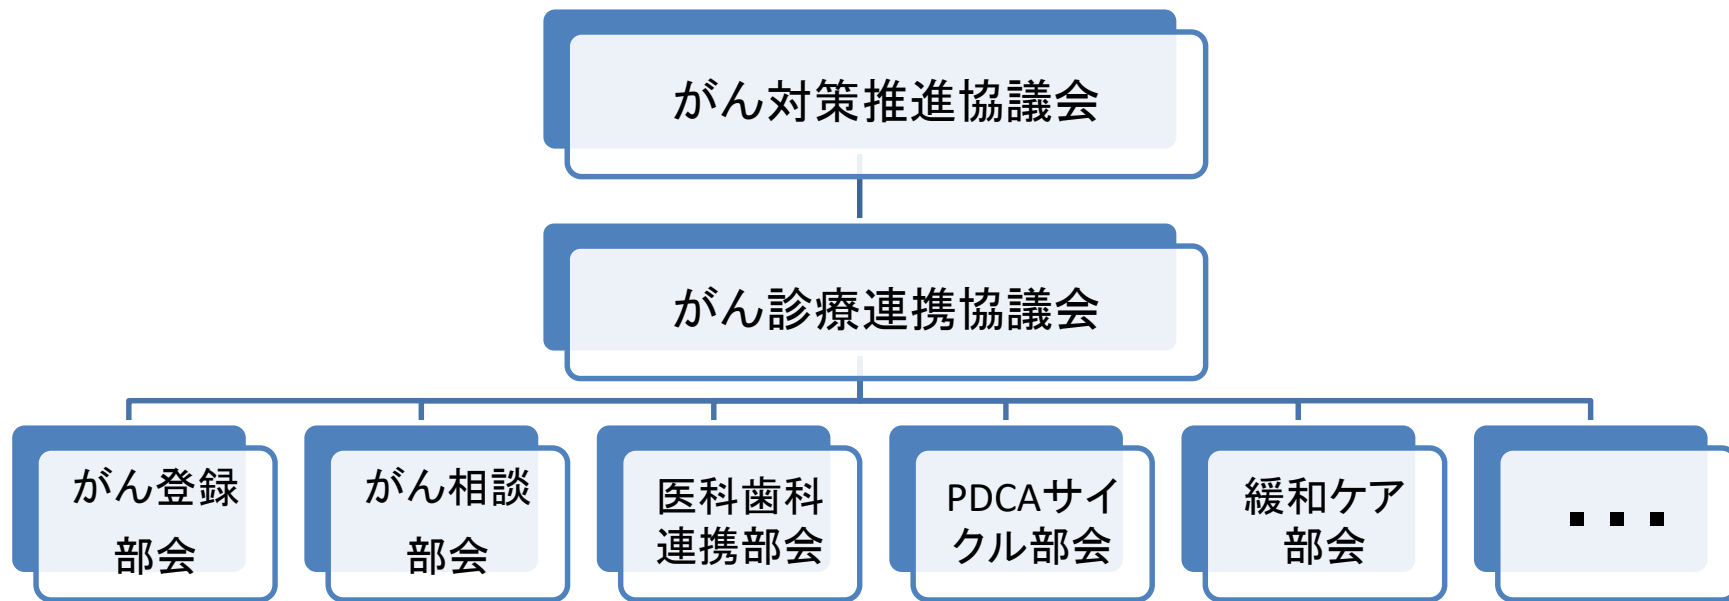 がん対策推進協議会
がん診療連携協議会
がん登録
部会
がん相談
部会
医科歯科
連携部会
PDCAサイ
クル部会
緩和ケア
部会
・・・